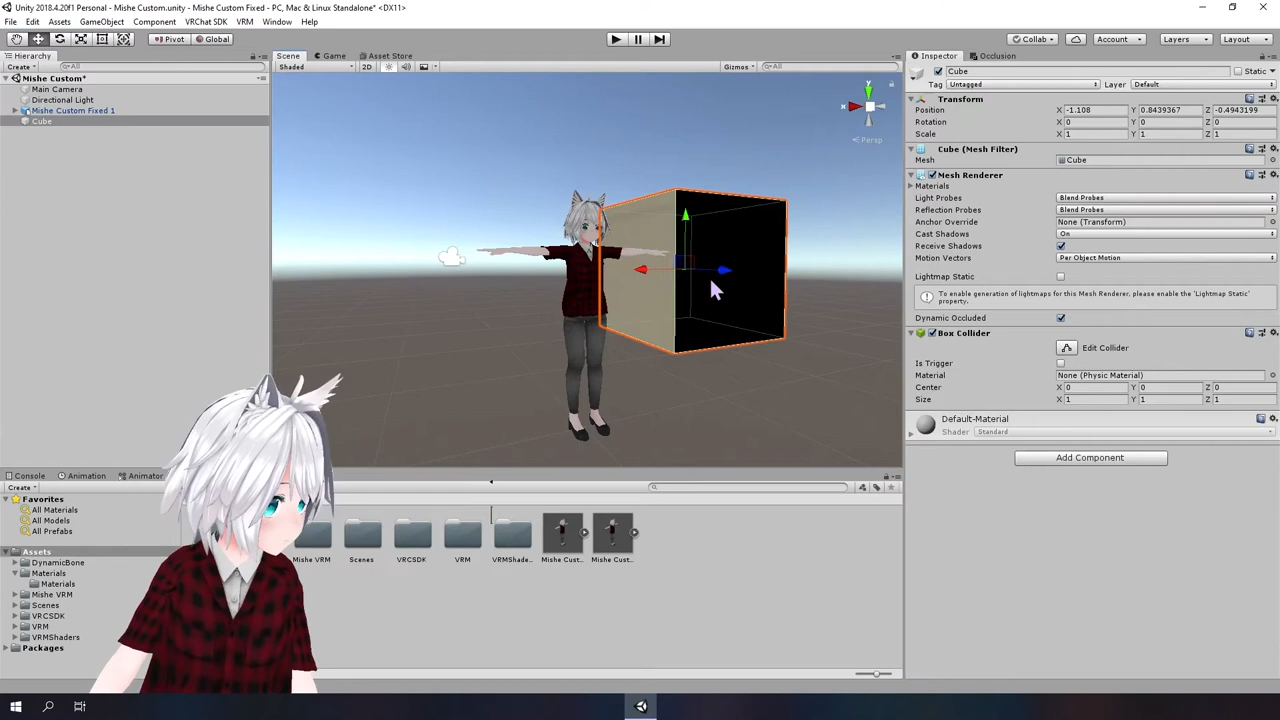 Unity 2018.4.20f1 Personal - Mishe Custom.unity - Mishe Custom Fixed - PC, Mac & Linux Standalone* <DX11>
File Edit Assets GameObject Component VRChat SDK VRM Window Help
Pivot Global Collab Account Layers Layout
Hierarchy
Create All
Mishe Custom*
Main Camera
Directional Light
Mishe Custom Fixed 1
Cube
Scene Game Asset Store
Shaded 2D Gizmos All
y
x
Persp
Inspector Occlusion
Cube Static
Tag Untagged Layer Default
Transform
Position X -1.108 Y 0.8439367 Z -0.4943199
Rotation X 0 Y 0 Z 0
Scale X 1 Y 1 Z 1
Cube (Mesh Filter)
Mesh Cube
Mesh Renderer
Materials
Light Probes Blend Probes
Reflection Probes Blend Probes
Anchor Override None (Transform)
Cast Shadows On
Receive Shadows
Motion Vectors Per Object Motion
Lightmap Static
To enable generation of lightmaps for this Mesh Renderer, please enable the 'Lightmap Static'
property.
Dynamic Occluded
Box Collider
Edit Collider
Is Trigger
Material None (Physic Material)
Center X 0 Y 0 Z 0
Size X 1 Y 1 Z 1
Default-Material
Shader Standard
Add Component
Console Animation Animator
Create
Favorites
All Materials
All Models
All Prefabs
Assets
DynamicBone
Materials
Materials
Mishe VRM
Scenes
VRCSDK
VRM
VRMShaders
Packages
Mishe VRM Scenes VRCSDK VRM VRMShade... Mishe Cust... Mishe Cust...